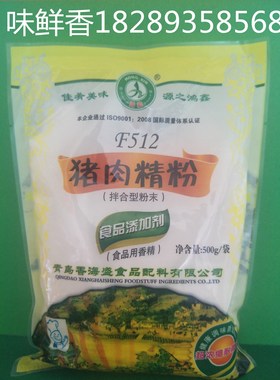 味鲜香18289358568
佳肴美味 源之鸿鑫
本企业通过ISO9001:2008国际质量体系认证
F512
猪肉精粉
(拌合型粉末)
食品添加剂
(食品用香精)
净含量:500g/袋
青岛香海盛食品配料有限公司
QINGDAO XIANGHAISHENG FOODSTUFF INGREDIENTS CO.,LTD